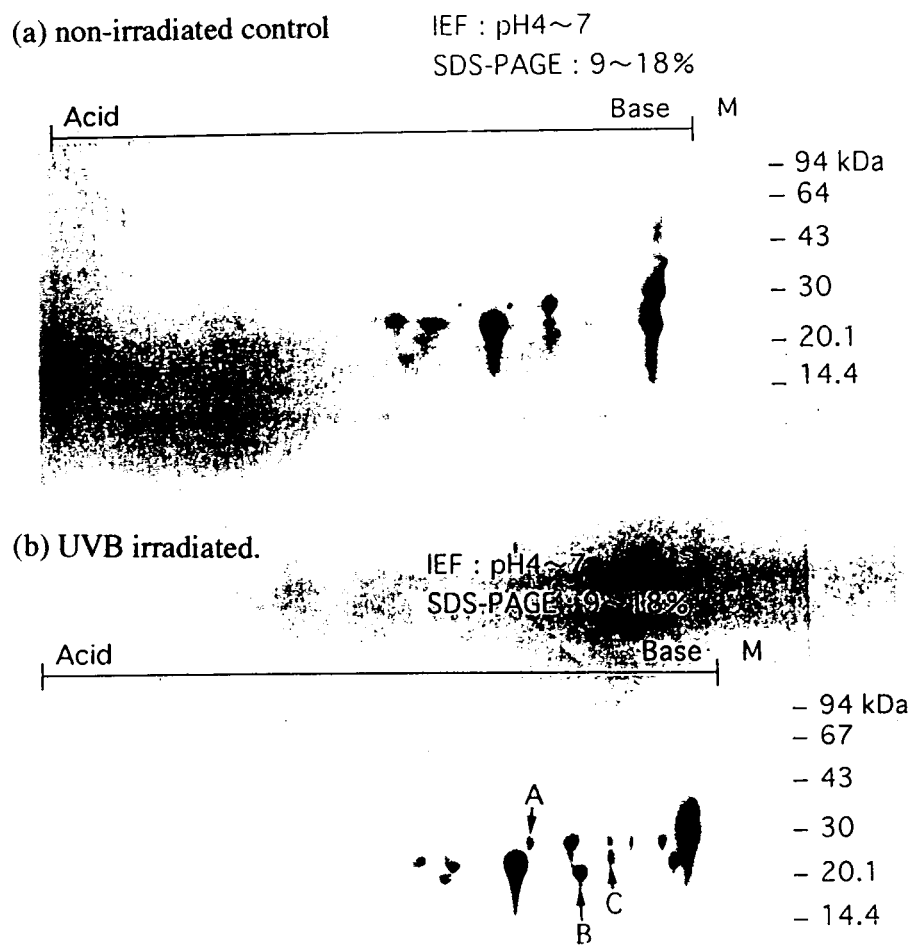 (a) non-irradiated control
IEF : pH4~7
SDS-PAGE : 9~18%
Acid Base M
– 94 kDa
– 64
– 43
– 30
– 20.1
– 14.4
(b) UVB irradiated.
IEF : pH4~7
SDS-PAGE : 9~18%
Acid Base M
– 94 kDa
– 67
– 43
A
– 30
– 20.1
C
– 14.4
B